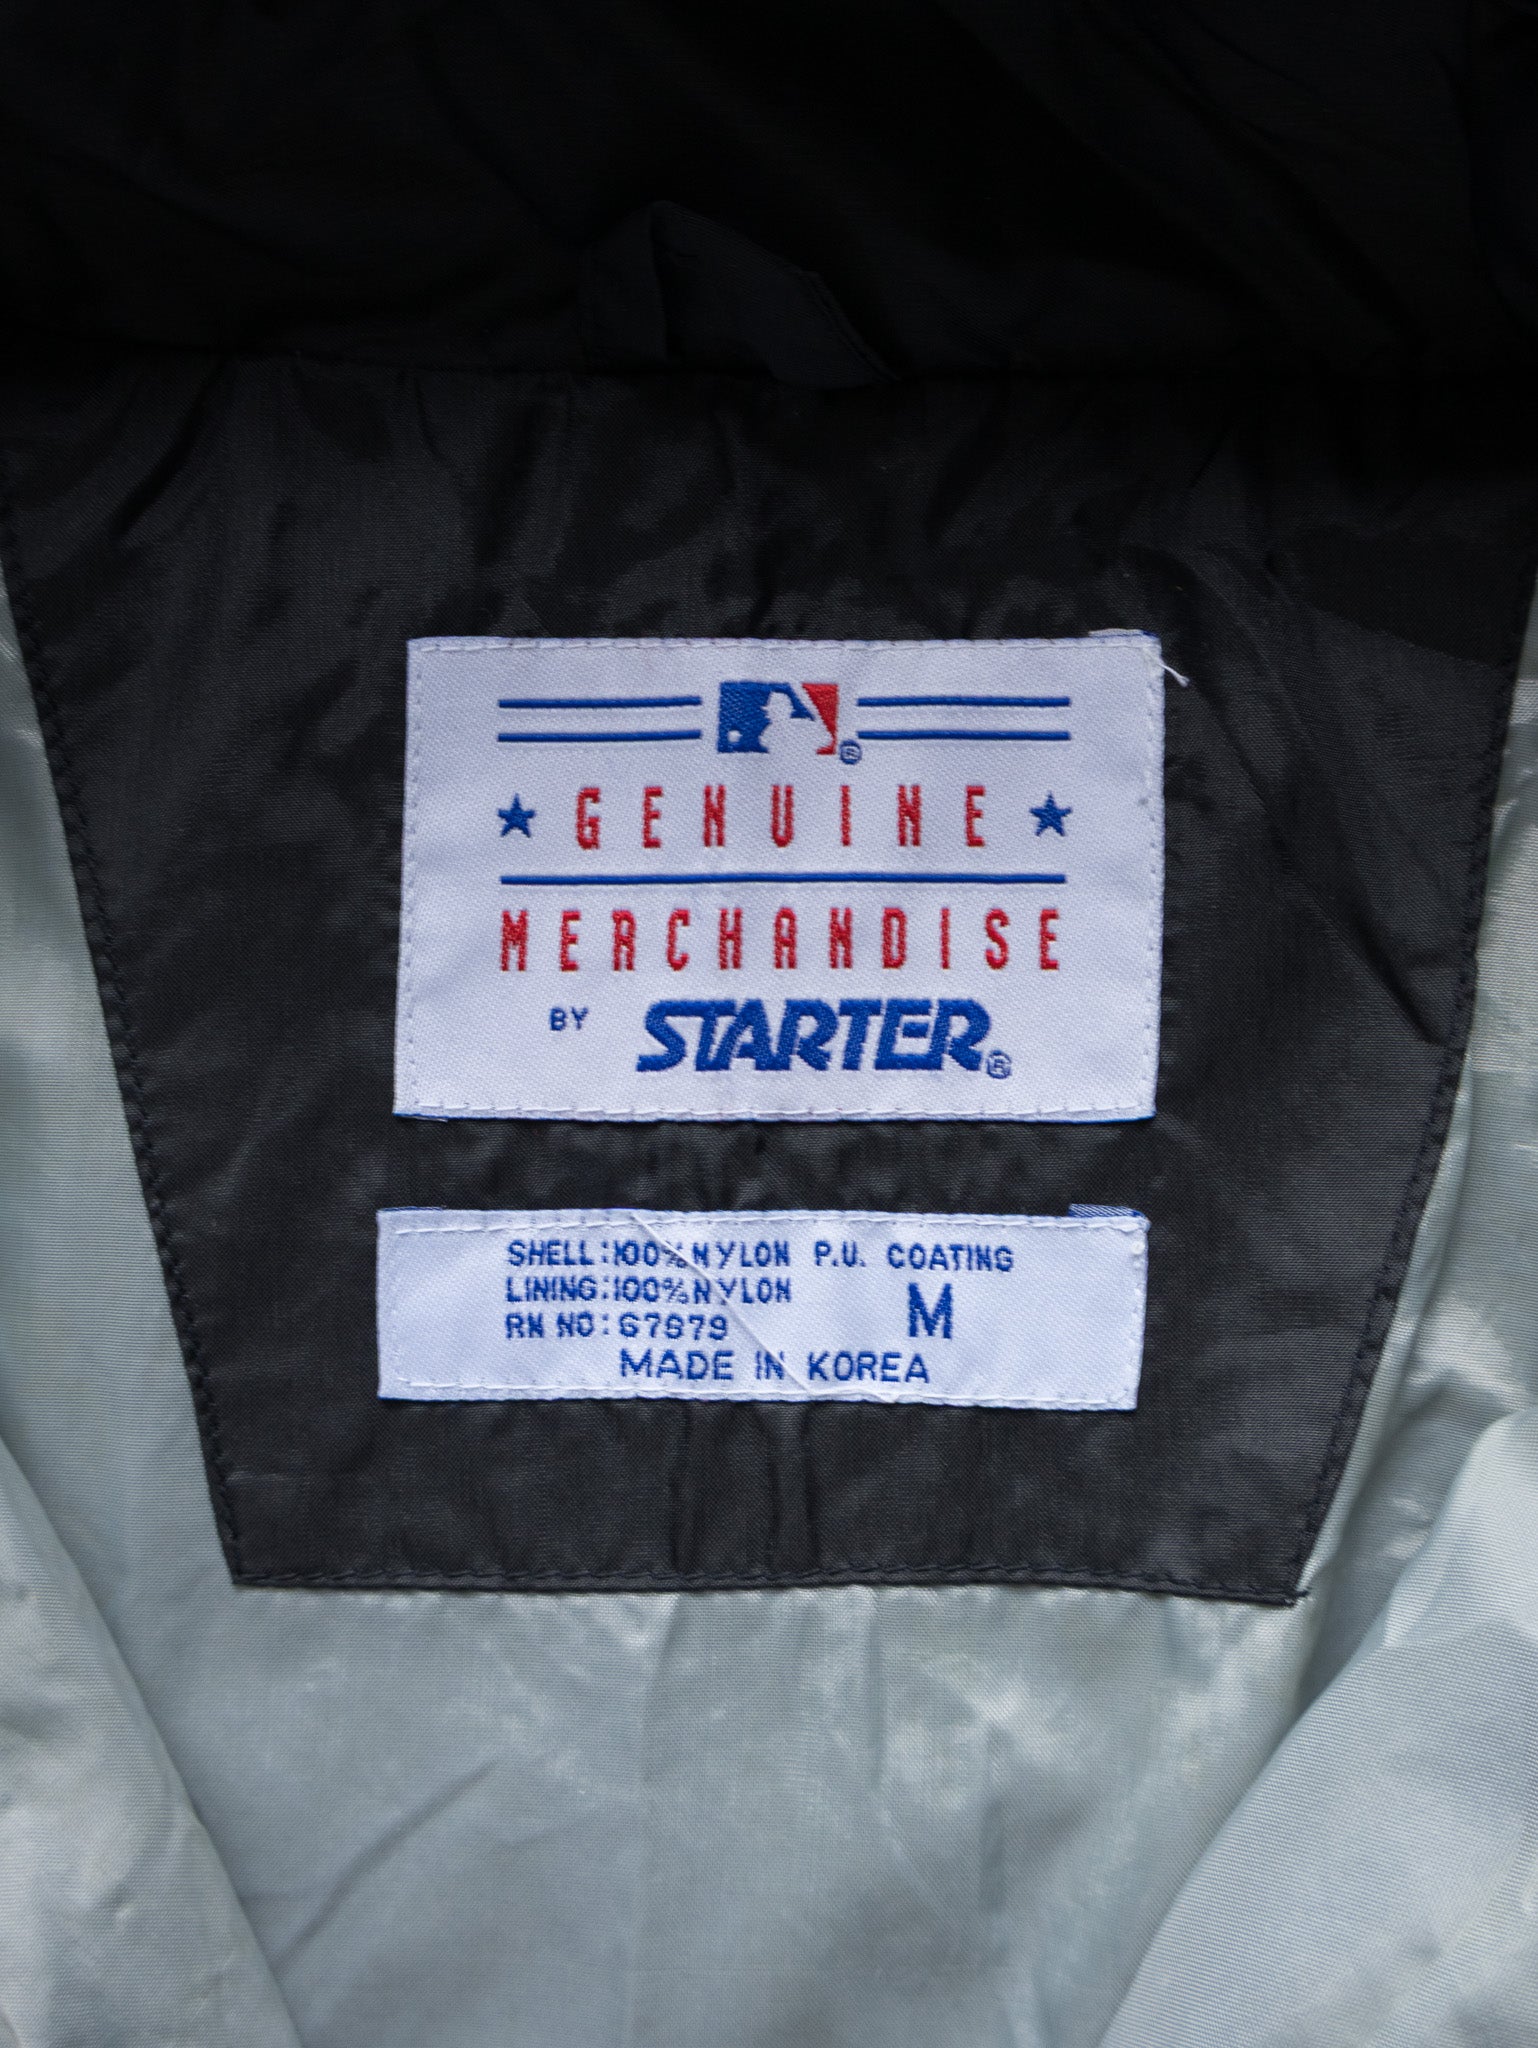 GENUINE
MERCHANDISE
BY STARTER®
SHELL:100%NYLON P.U. COATING
LINING:100%NYLON
M
RN NO:67979
MADE IN KOREA